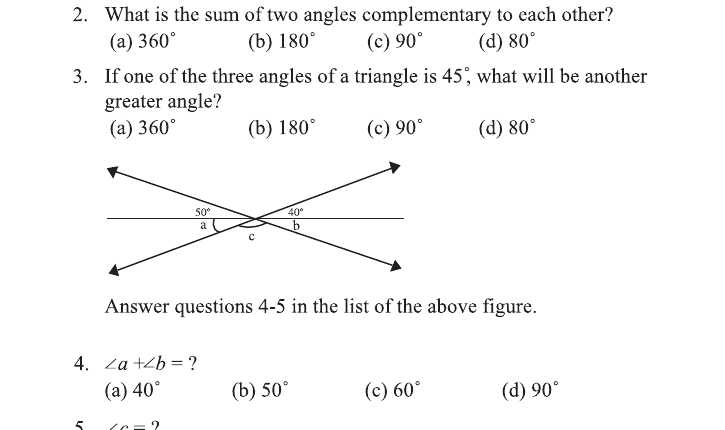 2. What is the sum of two angles complementary to each other?
(a) 360° (b) 180° (c) 90° (d) 80°
3. If one of the three angles of a triangle is 45°, what will be another
greater angle?
(a) 360° (b) 180° (c) 90° (d) 80°
50° 40°
a b
c
Answer questions 4-5 in the list of the above figure.
4. ∠a +∠b = ?
(a) 40° (b) 50° (c) 60° (d) 90°
5. ∠c = ?